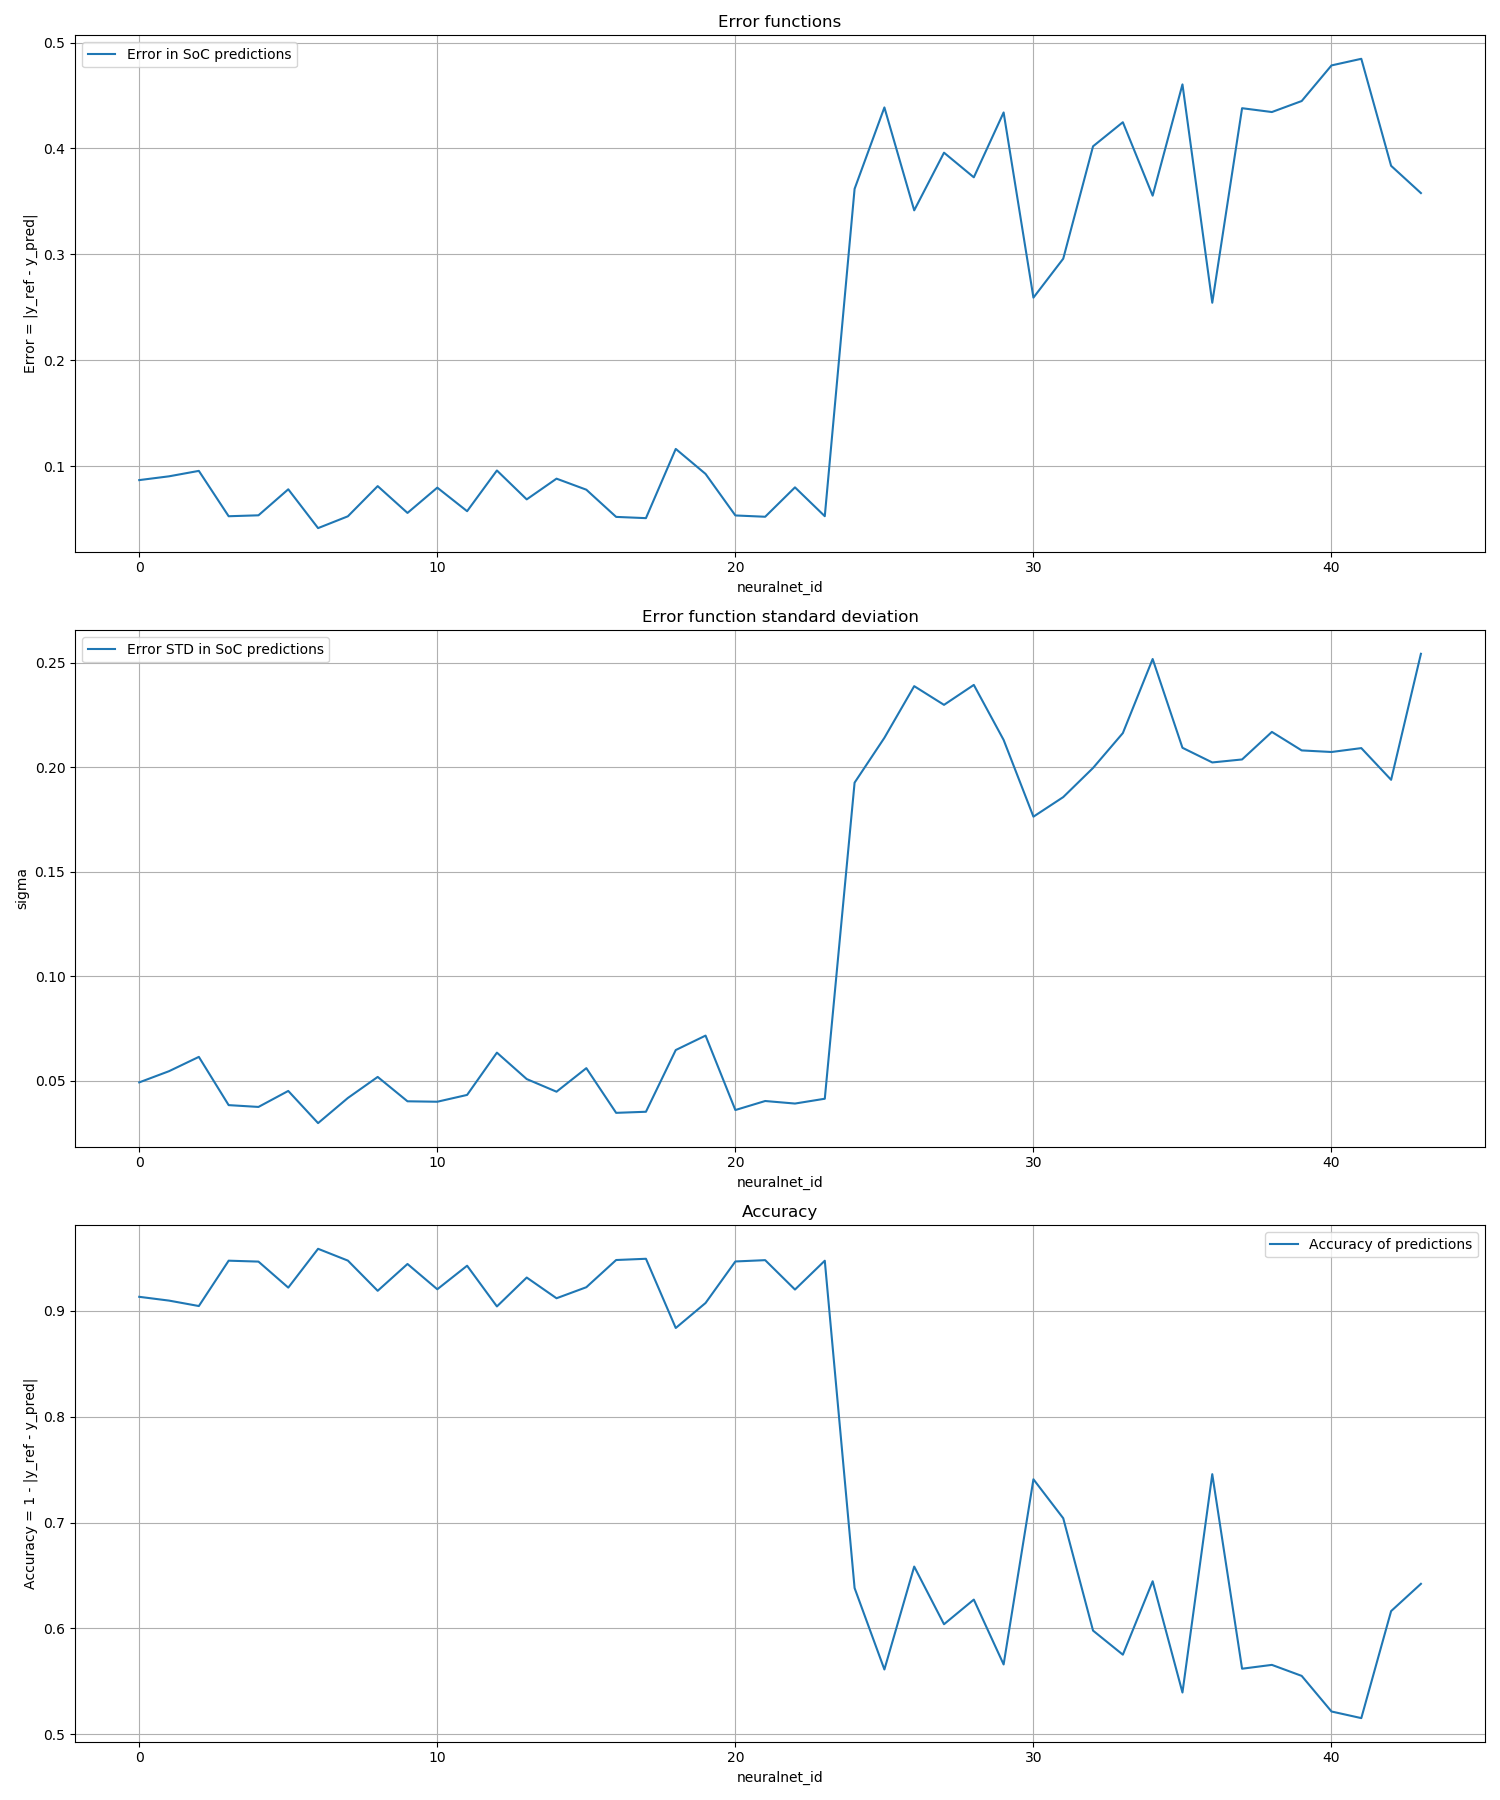 Error functions
Error in SoC predictions
0.5
0.4
0.3
0.2
0.1
Error = |y_ref - y_pred|
0 10 20 30 40
neuralnet_id
Error function standard deviation
Error STD in SoC predictions
0.25
0.20
0.15
0.10
0.05
sigma
0 10 20 30 40
neuralnet_id
Accuracy
Accuracy of predictions
0.9
0.8
0.7
0.6
0.5
Accuracy = 1 - |y_ref - y_pred|
0 10 20 30 40
neuralnet_id